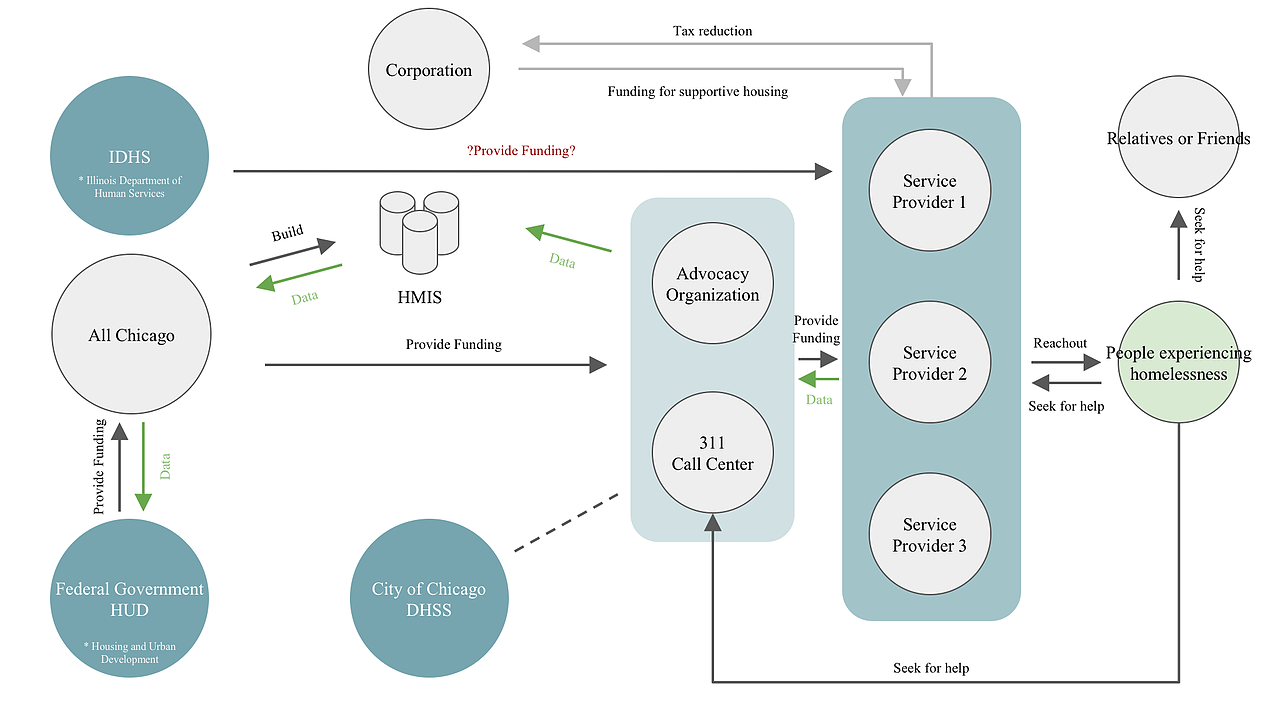 Tax reduction
Corporation
Funding for supportive housing
IDHS
* Illinois Department of
Human Services
?Provide Funding?
Relatives or Friends
Service
Provider 1
Seek for help
Build
Data
HMIS
Data
Advocacy
Organization
All Chicago
Provide Funding
Provide
Funding
Data
Service
Provider 2
Reachout
Seek for help
People experiencing
homelessness
Provide Funding
Data
311
Call Center
Service
Provider 3
Federal Government
HUD
* Housing and Urban
Development
City of Chicago
DHSS
Seek for help